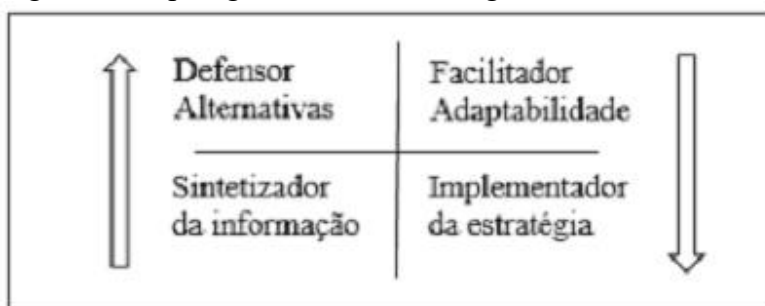 Defensor
Alternativas
Facilitador
Adaptabilidade
Sintetizador
da informação
Implementador
da estratégia